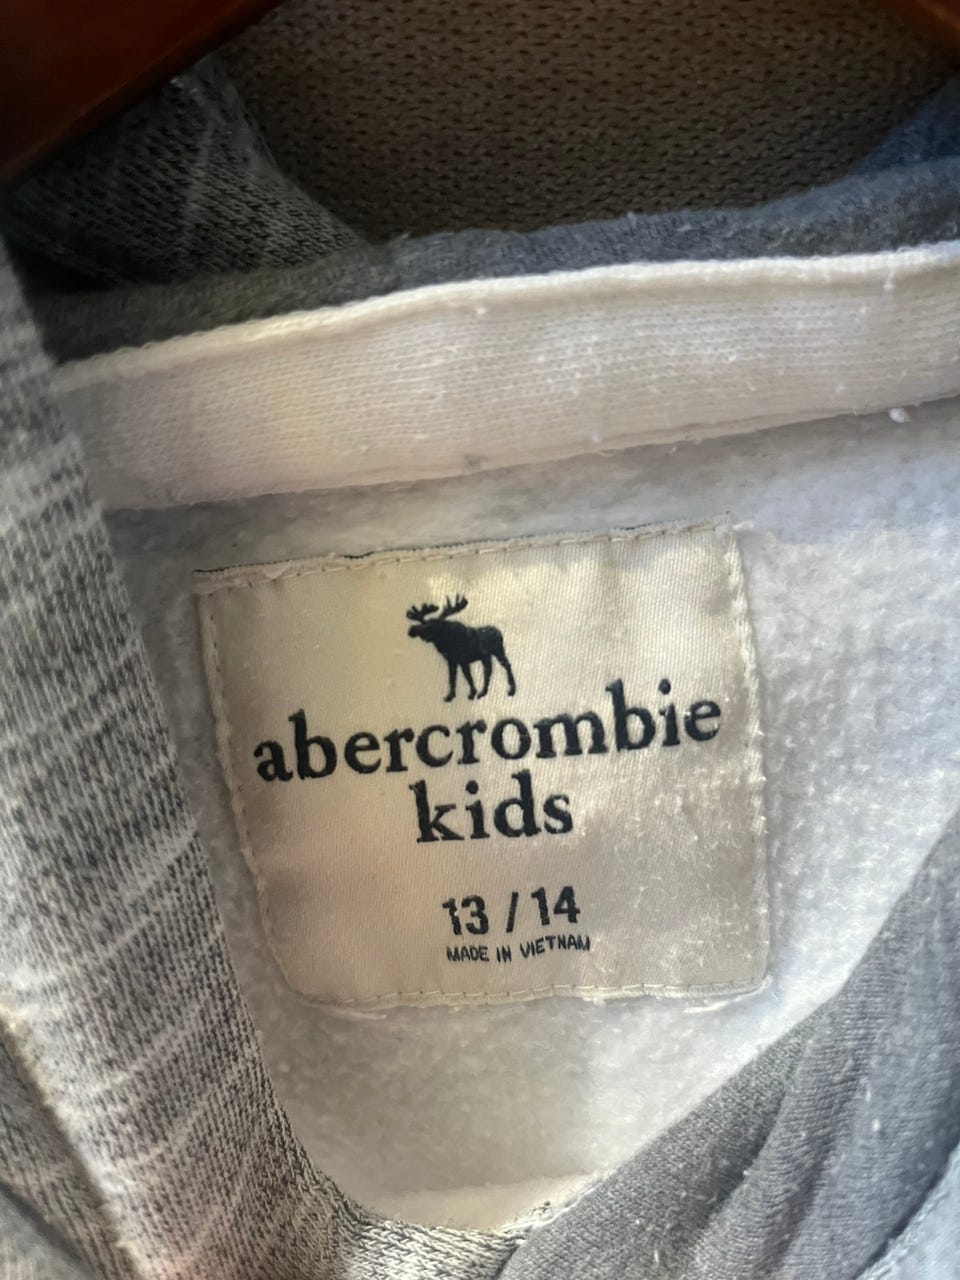 abercrombie
kids
13 / 14
MADE IN VIETNAM